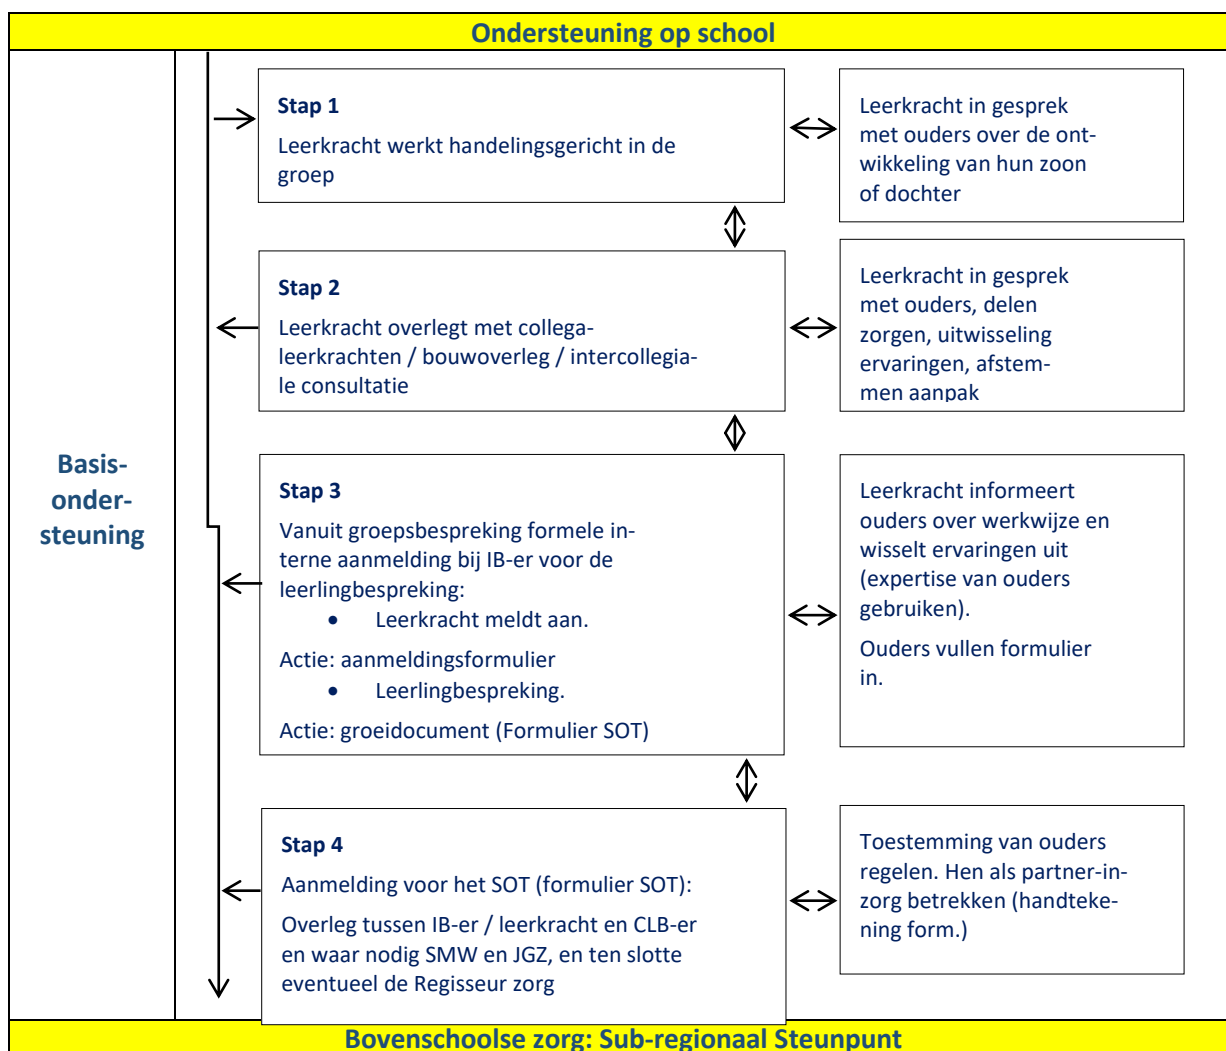 Ondersteuning op school
Basis-
onder-
steuning
Stap 1
Leerkracht werkt handelingsgericht in de
groep
Leerkracht in gesprek
met ouders over de ont-
wikkeling van hun zoon
of dochter
Stap 2
Leerkracht overlegt met collega-
leerkrachten / bouwoverleg / intercollegia-
le consultatie
Leerkracht in gesprek
met ouders, delen
zorgen, uitwisseling
ervaringen, afstem-
men aanpak
Stap 3
Vanuit groepsbespreking formele in-
terne aanmelding bij IB-er voor de
leerlingbespreking:
• Leerkracht meldt aan.
Actie: aanmeldingsformulier
• Leerlingbespreking.
Actie: groeidocument (Formulier SOT)
Leerkracht informeert
ouders over werkwijze en
wisselt ervaringen uit
(expertise van ouders
gebruiken).
Ouders vullen formulier
in.
Stap 4
Aanmelding voor het SOT (formulier SOT):
Overleg tussen IB-er / leerkracht en CLB-er
en waar nodig SMW en JGZ, en ten slotte
eventueel de Regisseur zorg
Toestemming van ouders
regelen. Hen als partner-in-
zorg betrekken (handteke-
ning form.)
Bovenschoolse zorg: Sub-regionaal Steunpunt